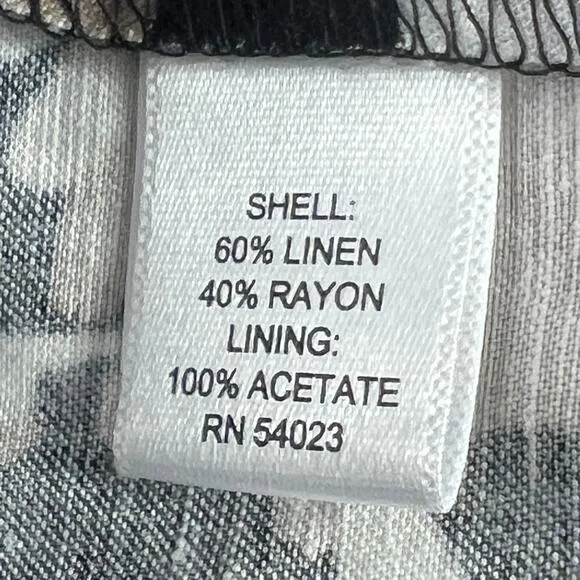 SHELL:
60% LINEN
40% RAYON
LINING:
100% ACETATE
RN 54023